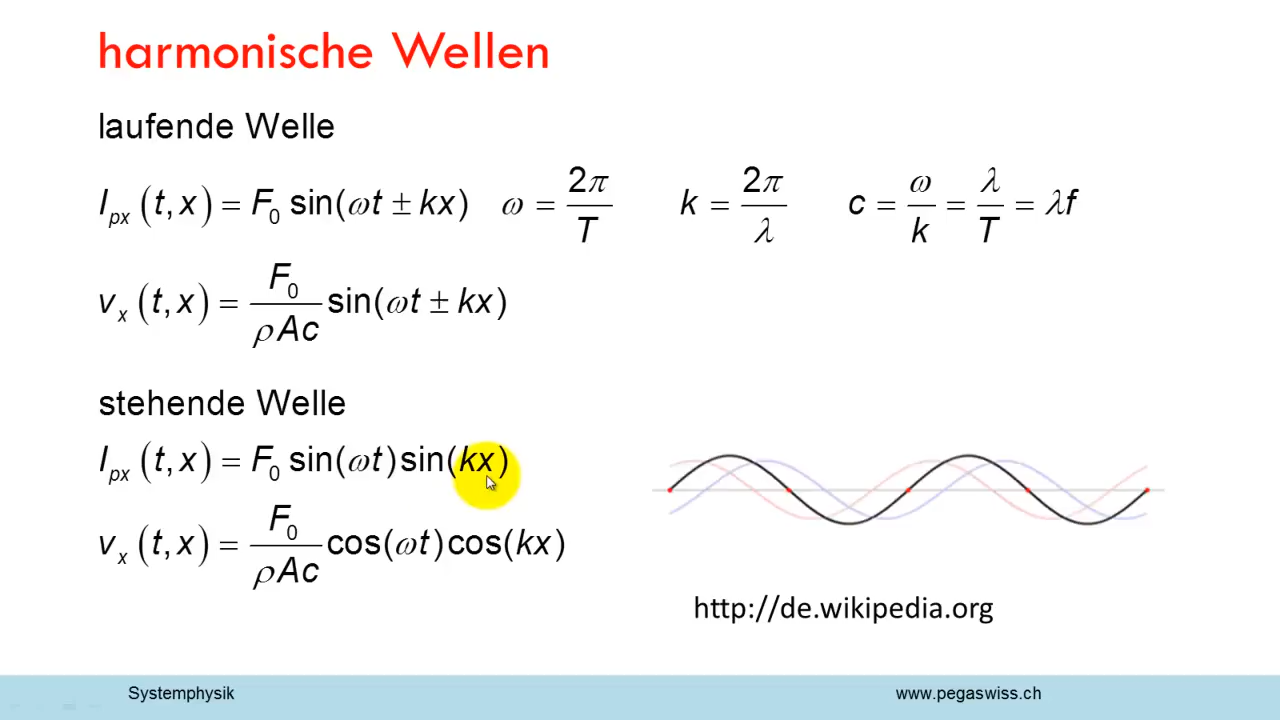 harmonische Wellen
laufende Welle
I_px (t, x) = F_0 sin(ωt ± kx)   ω = 2π/T   k = 2π/λ   c = ω/k = λ/T = λf
v_x (t, x) = F_0/(ρAc) sin(ωt ± kx)
stehende Welle
I_px (t, x) = F_0 sin(ωt)sin(kx)
v_x (t, x) = F_0/(ρAc) cos(ωt)cos(kx)
http://de.wikipedia.org
Systemphysik
www.pegaswiss.ch